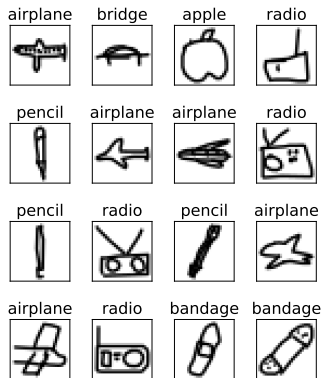 airplane bridge apple radio
pencil airplane airplane radio
pencil radio pencil airplane
airplane radio bandage bandage